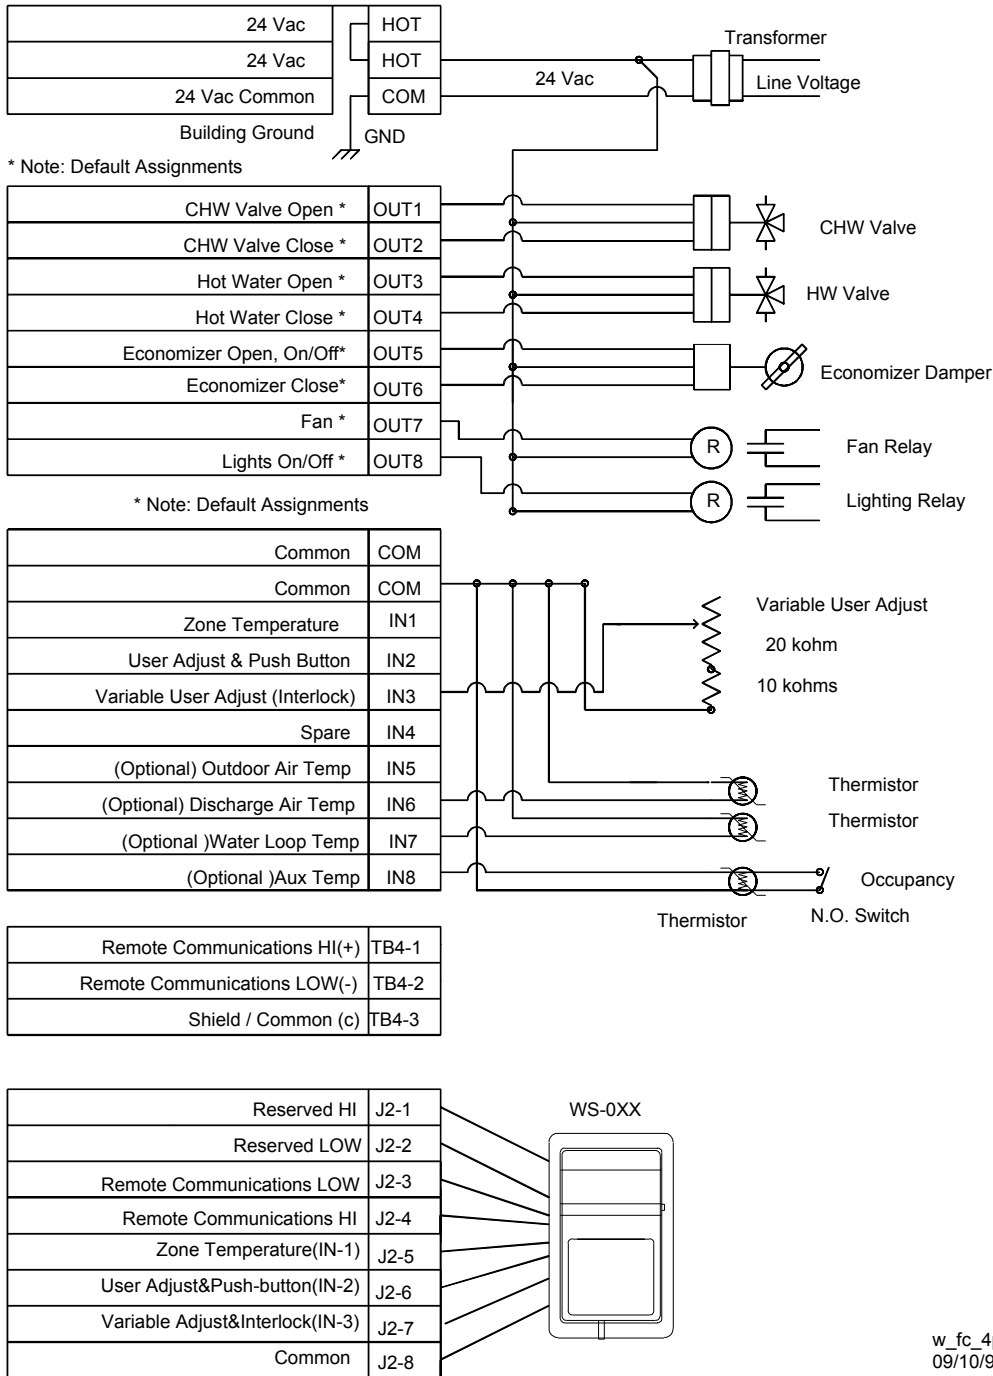 24 Vac HOT
24 Vac HOT
24 Vac Common COM
Transformer
24 Vac
Line Voltage
Building Ground GND
* Note: Default Assignments
CHW Valve Open * OUT1
CHW Valve Close * OUT2
Hot Water Open * OUT3
Hot Water Close * OUT4
Economizer Open, On/Off* OUT5
Economizer Close* OUT6
Fan * OUT7
Lights On/Off * OUT8
CHW Valve
HW Valve
Economizer Damper
R Fan Relay
R Lighting Relay
* Note: Default Assignments
Common COM
Common COM
Zone Temperature IN1
User Adjust & Push Button IN2
Variable User Adjust (Interlock) IN3
Spare IN4
(Optional) Outdoor Air Temp IN5
(Optional) Discharge Air Temp IN6
(Optional )Water Loop Temp IN7
(Optional )Aux Temp IN8
Variable User Adjust
20 kohm
10 kohms
Thermistor
Thermistor
Occupancy
Thermistor
N.O. Switch
Remote Communications HI(+) TB4-1
Remote Communications LOW(-) TB4-2
Shield / Common (c) TB4-3
Reserved HI J2-1
Reserved LOW J2-2
Remote Communications LOW J2-3
Remote Communications HI J2-4
Zone Temperature(IN-1) J2-5
User Adjust&Push-button(IN-2) J2-6
Variable Adjust&Interlock(IN-3) J2-7
Common J2-8
WS-0XX
w_fc_4
09/10/9